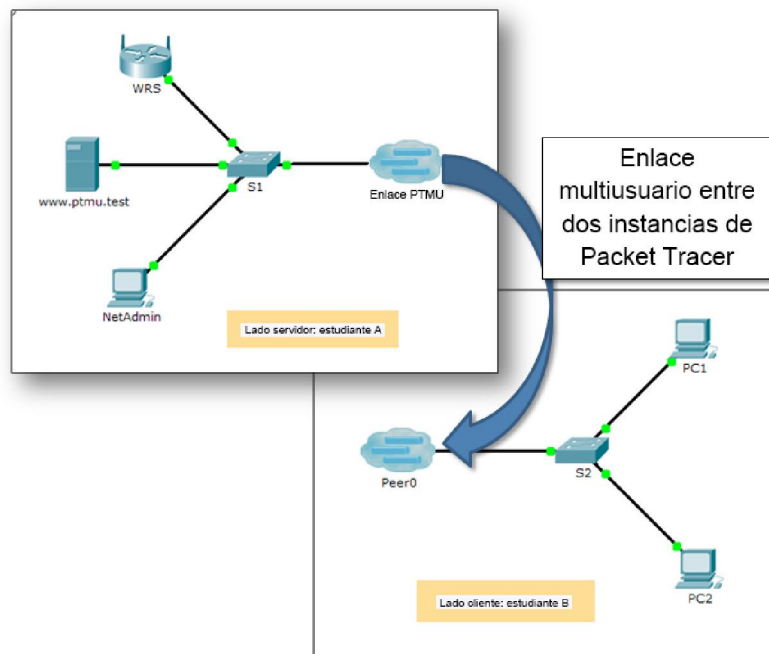 WRS
www.ptmu.test
S1
Enlace PTMU
NetAdmin
Lado servidor: estudiante A
Enlace
multiusuario entre
dos instancias de
Packet Tracer
PC1
Peer0
S2
PC2
Lado cliente: estudiante B